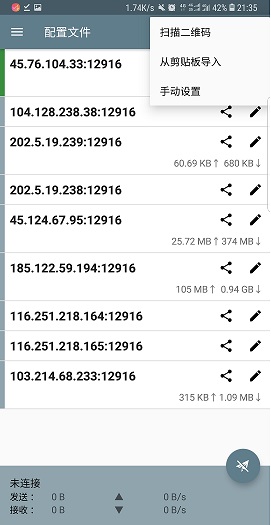 1.74K/s 42% 21:35
配置文件
扫描二维码
从剪贴板导入
手动设置
45.76.104.33:12916
104.128.238.38:12916
202.5.19.239:12916
60.69 KB↑ 680 KB↓
202.5.19.238:12916
45.124.67.95:12916
25.72 MB↑ 374 MB↓
185.122.59.194:12916
105 MB↑ 0.94 GB↓
116.251.218.164:12916
116.251.218.165:12916
103.214.68.233:12916
315 KB↑ 1.09 MB↓
未连接
发送： 0 B ▲ 0 B/s
接收： 0 B ▼ 0 B/s